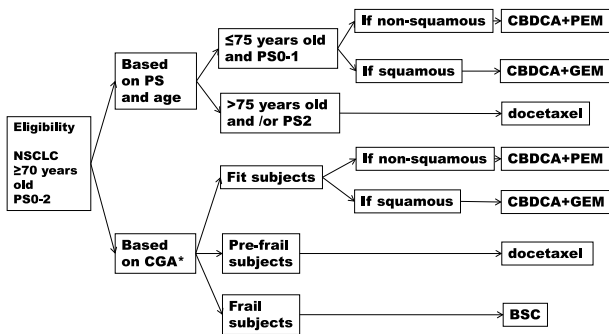 Eligibility
NSCLC
≥70 years
old
PS0-2
Based
on PS
and age
≤75 years old
and PS0-1
If non-squamous
CBDCA+PEM
If squamous
CBDCA+GEM
>75 years old
and /or PS2
docetaxel
Based
on CGA*
Fit subjects
If non-squamous
CBDCA+PEM
If squamous
CBDCA+GEM
Pre-frail
subjects
docetaxel
Frail
subjects
BSC